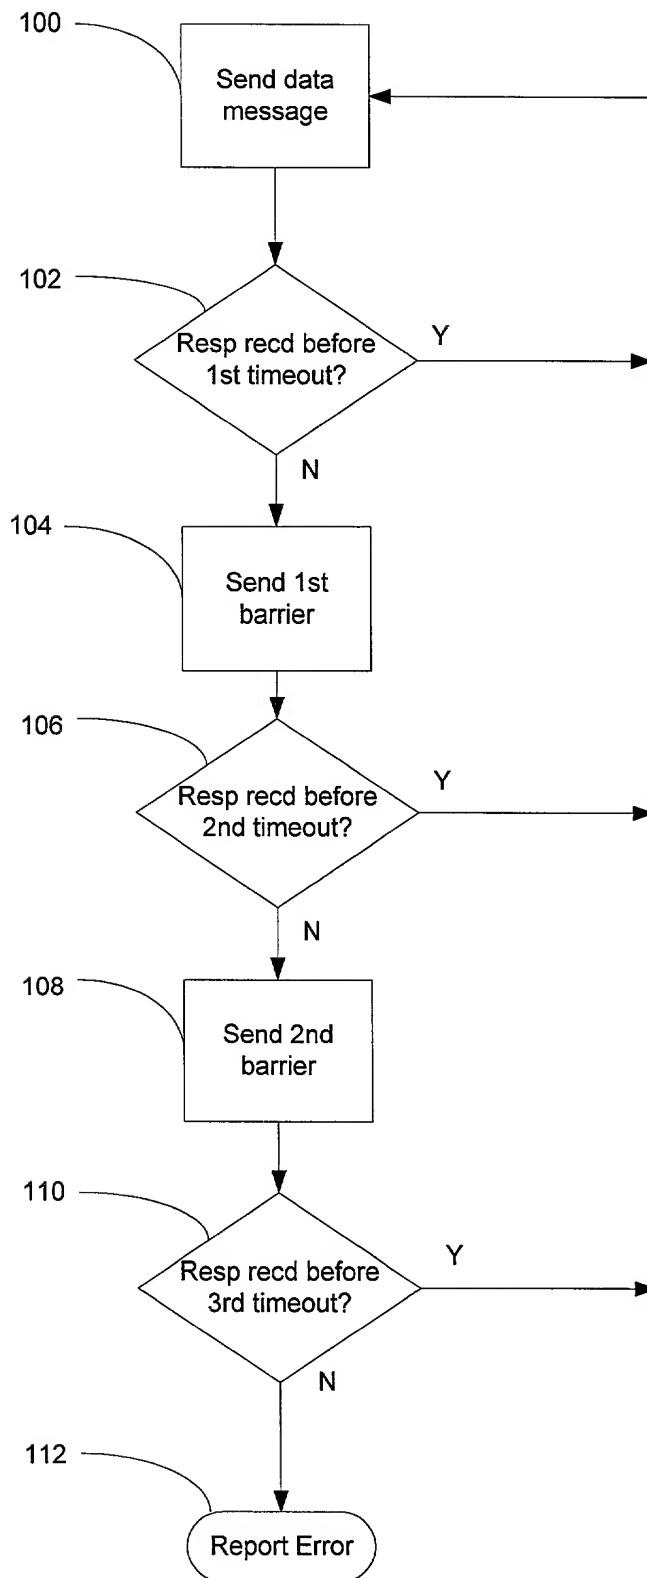 100
Send data
message
102
Resp recd before
1st timeout?
Y
N
104
Send 1st
barrier
106
Resp recd before
2nd timeout?
Y
N
108
Send 2nd
barrier
110
Resp recd before
3rd timeout?
Y
N
112
Report Error